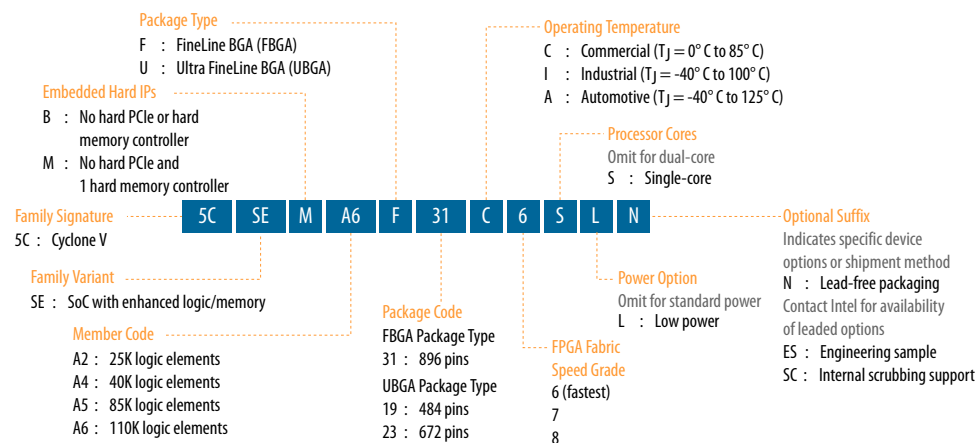 Package Type
F : FineLine BGA (FBGA)
U : Ultra FineLine BGA (UBGA)
Operating Temperature
C : Commercial (TJ = 0° C to 85° C)
I : Industrial (TJ = -40° C to 100° C)
A : Automotive (TJ = -40° C to 125° C)
Embedded Hard IPs
B : No hard PCIe or hard
memory controller
M : No hard PCIe and
1 hard memory controller
Processor Cores
Omit for dual-core
S : Single-core
Family Signature
5C : Cyclone V
5C SE M A6 F 31 C 6 S L N
Optional Suffix
Indicates specific device
options or shipment method
N : Lead-free packaging
Contact Intel for availability
of leaded options
ES : Engineering sample
SC : Internal scrubbing support
Family Variant
SE : SoC with enhanced logic/memory
Power Option
Omit for standard power
L : Low power
Member Code
A2 : 25K logic elements
A4 : 40K logic elements
A5 : 85K logic elements
A6 : 110K logic elements
Package Code
FBGA Package Type
31 : 896 pins
UBGA Package Type
19 : 484 pins
23 : 672 pins
FPGA Fabric
Speed Grade
6 (fastest)
7
8